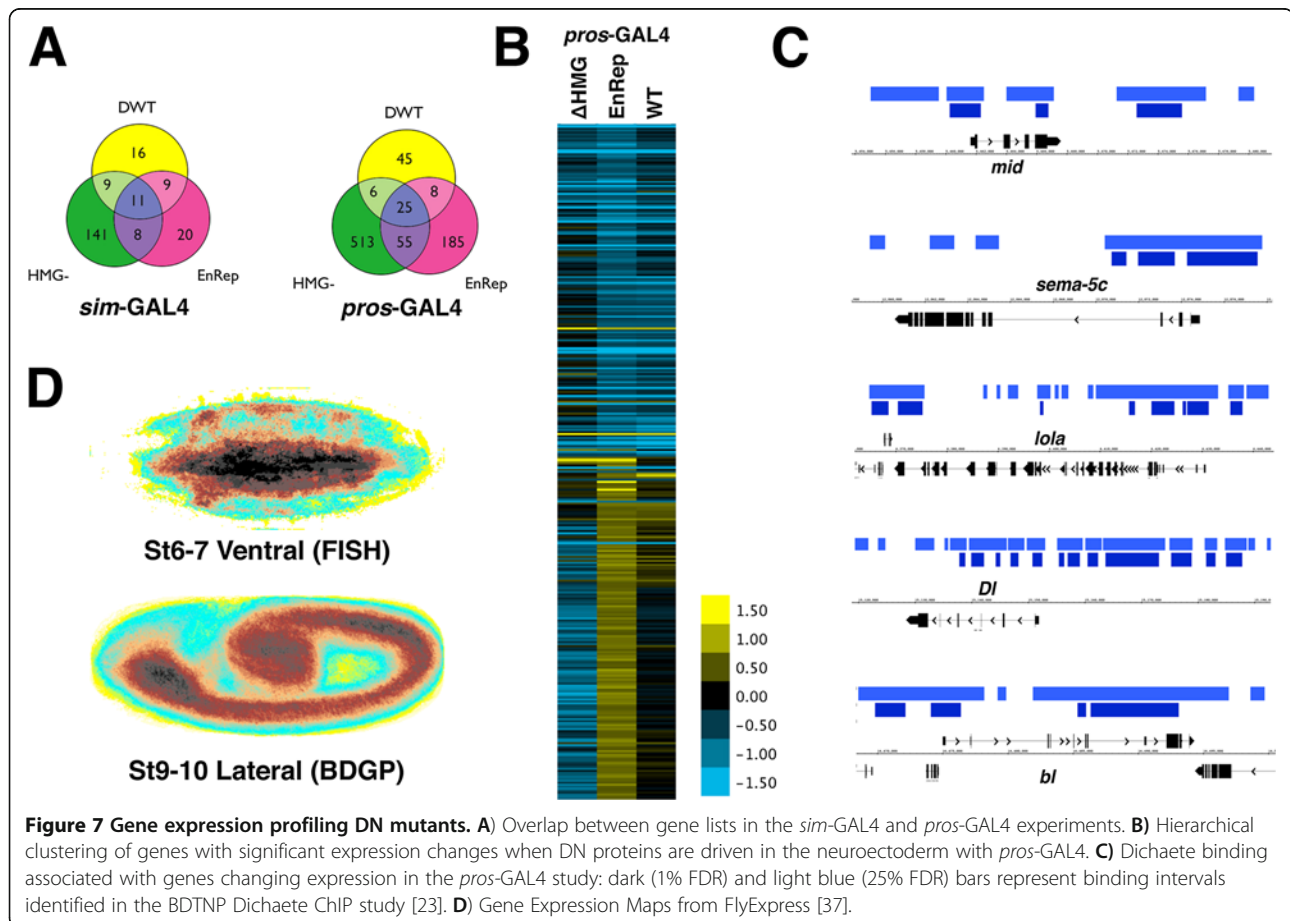 A
DWT
16
9
9
11
141
8
20
HMG-
EnRep
sim-GAL4
45
6
8
25
513
55
185
HMG-
EnRep
pros-GAL4
B
pros-GAL4
ΔHMG
EnRep
WT
1.50
1.00
0.50
0.00
-0.50
-1.00
-1.50
C
mid
sema-5c
lola
Dl
bl
D
St6-7 Ventral (FISH)
St9-10 Lateral (BDGP)
Figure 7 Gene expression profiling DN mutants. A) Overlap between gene lists in the sim-GAL4 and pros-GAL4 experiments. B) Hierarchical
clustering of genes with significant expression changes when DN proteins are driven in the neuroectoderm with pros-GAL4. C) Dichaete binding
associated with genes changing expression in the pros-GAL4 study: dark (1% FDR) and light blue (25% FDR) bars represent binding intervals
identified in the BDTNP Dichaete ChIP study [23]. D) Gene Expression Maps from FlyExpress [37].